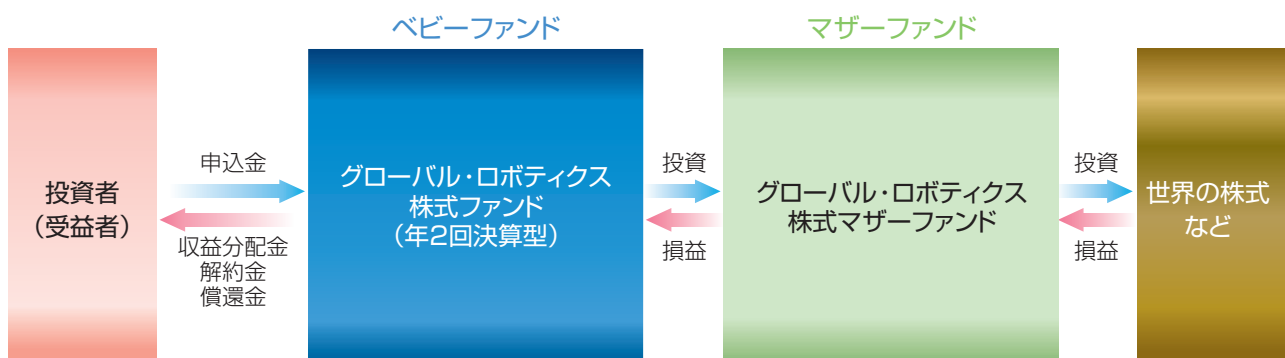 ベビーファンド
マザーファンド
投資者
（受益者）
申込金
収益分配金
解約金
償還金
グローバル・ロボティクス
株式ファンド
（年2回決算型）
投資
損益
グローバル・ロボティクス
株式マザーファンド
投資
損益
世界の株式
など